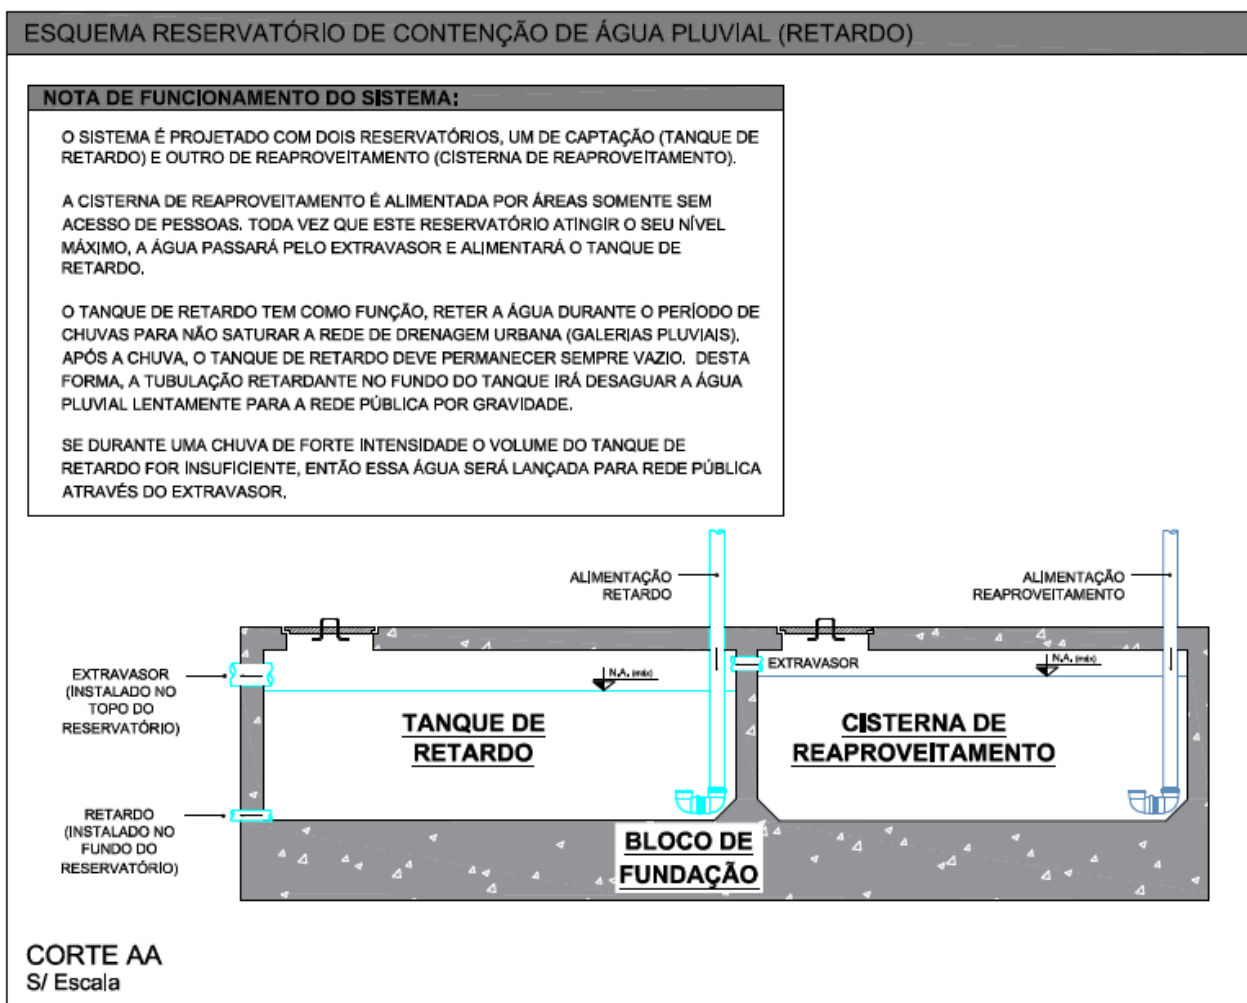 ESQUEMA RESERVATÓRIO DE CONTENÇÃO DE ÁGUA PLUVIAL (RETARDO)
NOTA DE FUNCIONAMENTO DO SISTEMA:
O SISTEMA É PROJETADO COM DOIS RESERVATÓRIOS, UM DE CAPTAÇÃO (TANQUE DE
RETARDO) E OUTRO DE REAPROVEITAMENTO (CISTERNA DE REAPROVEITAMENTO).
A CISTERNA DE REAPROVEITAMENTO É ALIMENTADA POR ÁREAS SOMENTE SEM
ACESSO DE PESSOAS. TODA VEZ QUE ESTE RESERVATÓRIO ATINGIR O SEU NÍVEL
MÁXIMO, A ÁGUA PASSARÁ PELO EXTRAVASOR E ALIMENTARÁ O TANQUE DE
RETARDO.
O TANQUE DE RETARDO TEM COMO FUNÇÃO, RETER A ÁGUA DURANTE O PERÍODO DE
CHUVAS PARA NÃO SATURAR A REDE DE DRENAGEM URBANA (GALERIAS PLUVIAIS).
APÓS A CHUVA, O TANQUE DE RETARDO DEVE PERMANECER SEMPRE VAZIO. DESTA
FORMA, A TUBULAÇÃO RETARDANTE NO FUNDO DO TANQUE IRÁ DESAGUAR A ÁGUA
PLUVIAL LENTAMENTE PARA A REDE PÚBLICA POR GRAVIDADE.
SE DURANTE UMA CHUVA DE FORTE INTENSIDADE O VOLUME DO TANQUE DE
RETARDO FOR INSUFICIENTE, ENTÃO ESSA ÁGUA SERÁ LANÇADA PARA REDE PÚBLICA
ATRAVÉS DO EXTRAVASOR.
ALIMENTAÇÃO
RETARDO
ALIMENTAÇÃO
REAPROVEITAMENTO
EXTRAVASOR
(INSTALADO NO
TOPO DO
RESERVATÓRIO)
N.A. (máx)
EXTRAVASOR
N.A. (máx)
TANQUE DE
RETARDO
CISTERNA DE
REAPROVEITAMENTO
RETARDO
(INSTALADO NO
FUNDO DO
RESERVATÓRIO)
BLOCO DE
FUNDAÇÃO
CORTE AA
S/ Escala